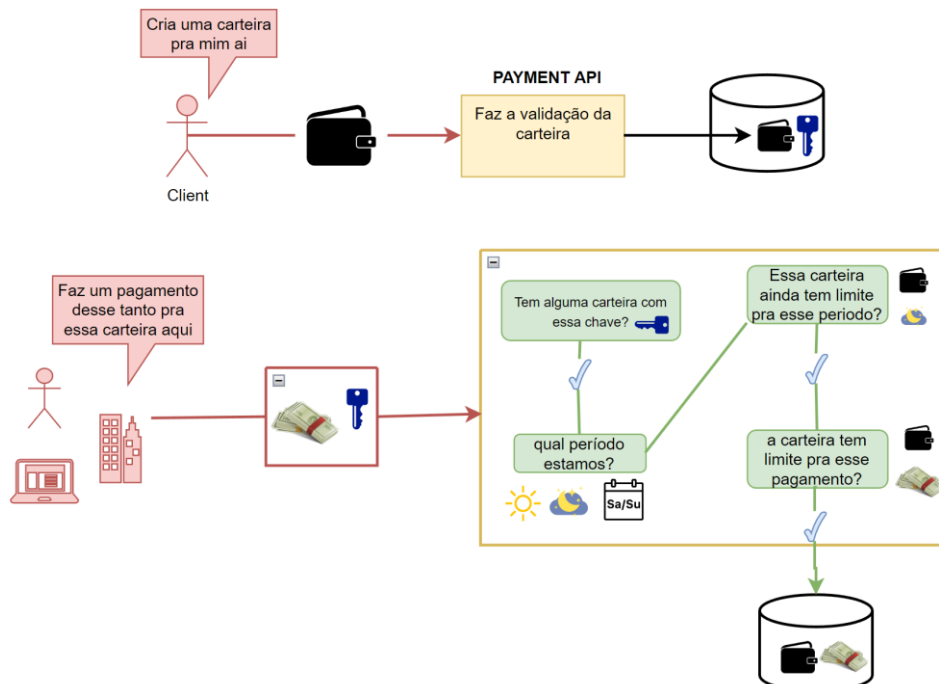 Cria uma carteira
pra mim ai
PAYMENT API
Faz a validação da
carteira
Client
Faz um pagamento
desse tanto pra
essa carteira aqui
Tem alguma carteira com
essa chave?
Essa carteira
ainda tem limite
pra esse periodo?
qual período
estamos?
Sa/Su
a carteira tem
limite pra esse
pagamento?